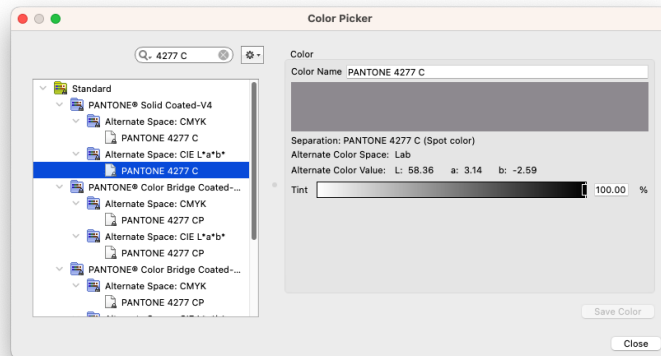 Color Picker
4277 C
Standard
PANTONE® Solid Coated-V4
Alternate Space: CMYK
PANTONE 4277 C
Alternate Space: CIE L*a*b*
PANTONE 4277 C
PANTONE® Color Bridge Coated-...
Alternate Space: CMYK
PANTONE 4277 CP
Alternate Space: CIE L*a*b*
PANTONE 4277 CP
PANTONE® Color Bridge Coated-...
Alternate Space: CMYK
PANTONE 4277 CP
Color
Color Name PANTONE 4277 C
Separation: PANTONE 4277 C (Spot color)
Alternate Color Space: Lab
Alternate Color Value: L: 58.36 a: 3.14 b: -2.59
Tint 100.00 %
Save Color
Close